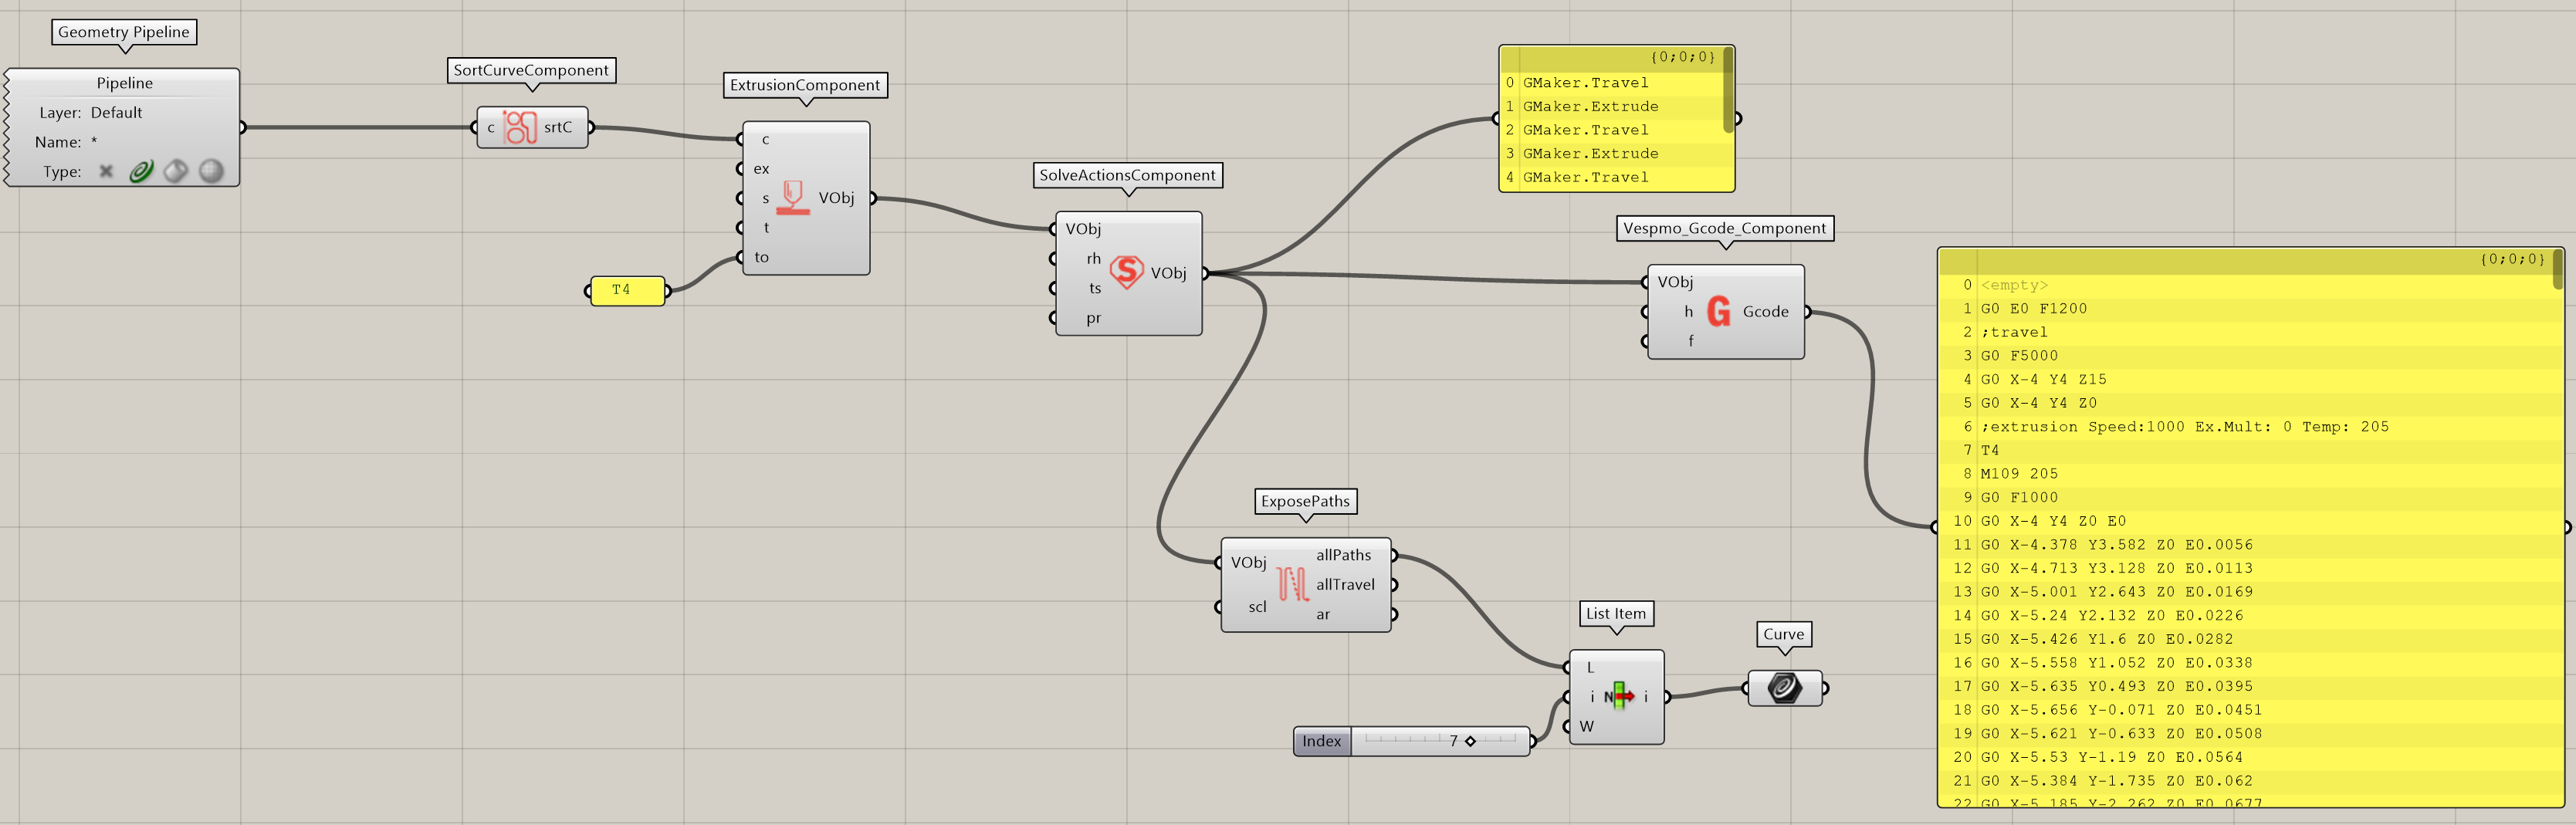 Geometry Pipeline
Pipeline
Layer: Default
Name: *
Type:
SortCurveComponent
c srtC
ExtrusionComponent
c
ex
s VObj
t
to
T4
SolveActionsComponent
VObj
rh
VObj
ts
pr
{0;0;0}
0 GMaker.Travel
1 GMaker.Extrude
2 GMaker.Travel
3 GMaker.Extrude
4 GMaker.Travel
Vespmo_Gcode_Component
VObj
h G Gcode
f
ExposePaths
VObj allPaths
allTravel
scl ar
List Item
L
i N i
W
Index 7
Curve
{0;0;0}
0 <empty>
1 G0 E0 F1200
2 ;travel
3 G0 F5000
4 G0 X-4 Y4 Z15
5 G0 X-4 Y4 Z0
6 ;extrusion Speed:1000 Ex.Mult: 0 Temp: 205
7 T4
8 M109 205
9 G0 F1000
10 G0 X-4 Y4 Z0 E0
11 G0 X-4.378 Y3.582 Z0 E0.0056
12 G0 X-4.713 Y3.128 Z0 E0.0113
13 G0 X-5.001 Y2.643 Z0 E0.0169
14 G0 X-5.24 Y2.132 Z0 E0.0226
15 G0 X-5.426 Y1.6 Z0 E0.0282
16 G0 X-5.558 Y1.052 Z0 E0.0338
17 G0 X-5.635 Y0.493 Z0 E0.0395
18 G0 X-5.656 Y-0.071 Z0 E0.0451
19 G0 X-5.621 Y-0.633 Z0 E0.0508
20 G0 X-5.53 Y-1.19 Z0 E0.0564
21 G0 X-5.384 Y-1.735 Z0 E0.062
22 G0 X-5.185 Y-2.262 Z0 E0.0677